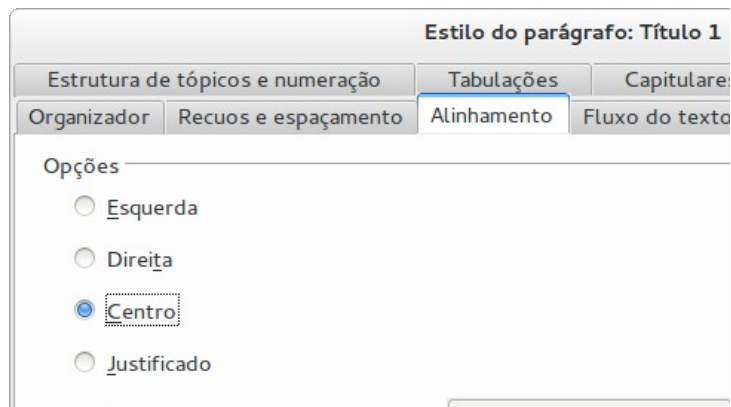 Estilo do parágrafo: Título 1
Estrutura de tópicos e numeração Tabulações Capitulares
Organizador Recuos e espaçamento Alinhamento Fluxo do texto
Opções
Esquerda
Direita
Centro
Justificado